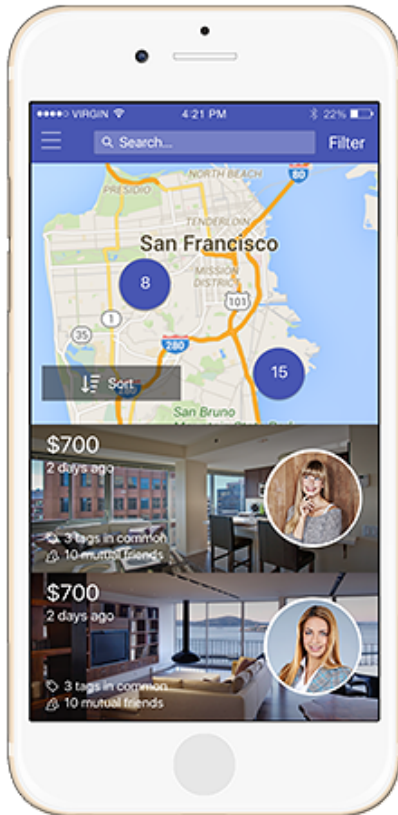 VIRGIN 4:21 PM 22%
Search... Filter
NORTH BEACH 80
PRESIDIO
TENDERLOIN
San Francisco
MISSION
DISTRIC
8
101
1
35
280
15
Sort
280
San Bruno
$700
2 days ago
3 tags in common
10 mutual friends
$700
2 days ago
3 tags in common
10 mutual friends